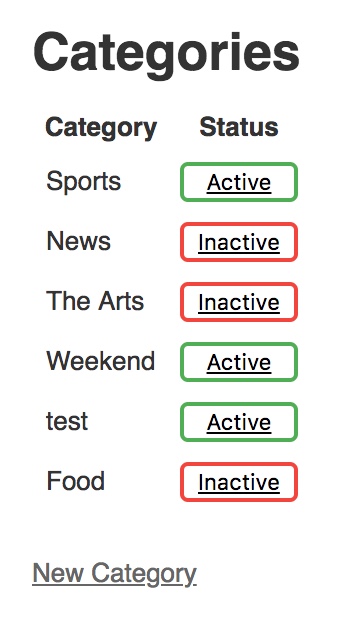 Categories
Category Status
Sports Active
News Inactive
The Arts Inactive
Weekend Active
test Active
Food Inactive
New Category